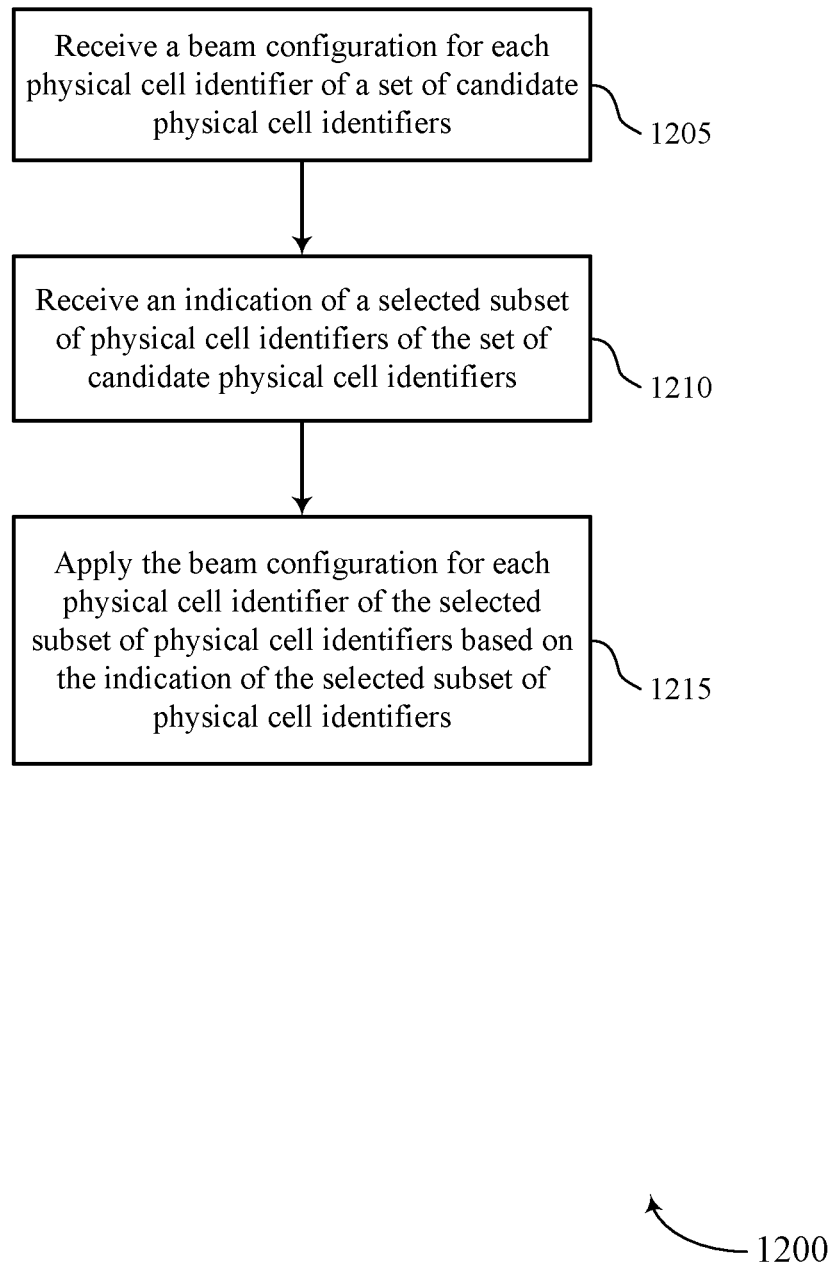 Receive a beam configuration for each
physical cell identifier of a set of candidate
physical cell identifiers
1205
Receive an indication of a selected subset
of physical cell identifiers of the set of
candidate physical cell identifiers
1210
Apply the beam configuration for each
physical cell identifier of the selected
subset of physical cell identifiers based on
the indication of the selected subset of
physical cell identifiers
1215
1200